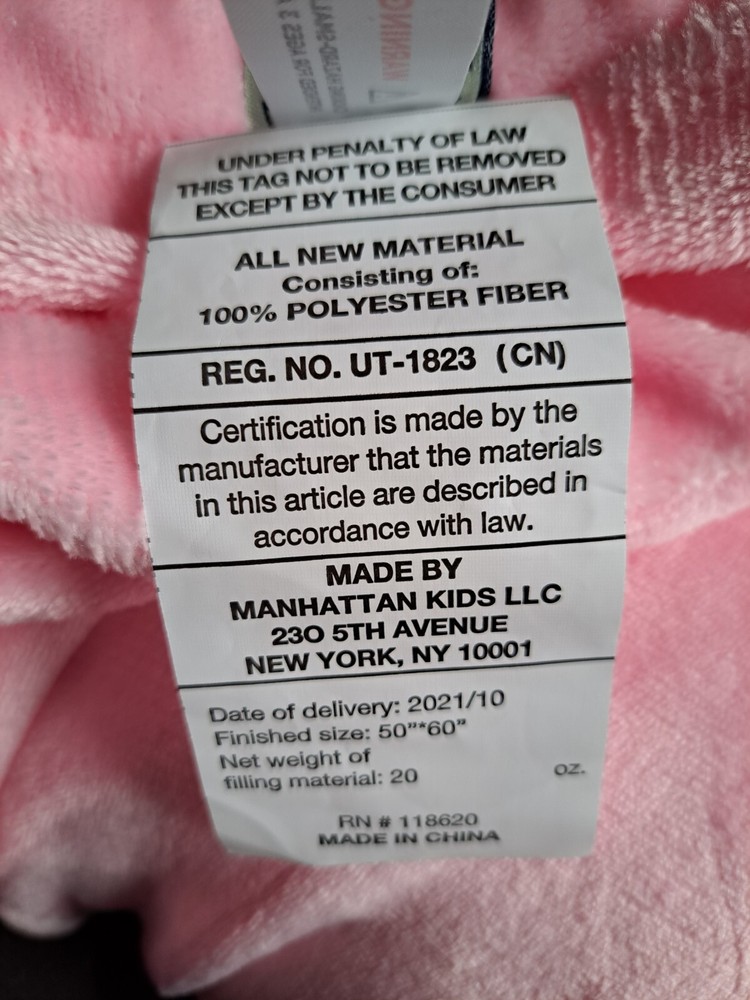 WARNING
UNDER PENALTY OF LAW
THIS TAG NOT TO BE REMOVED
EXCEPT BY THE CONSUMER
ALL NEW MATERIAL
Consisting of:
100% POLYESTER FIBER
REG. NO. UT-1823 (CN)
Certification is made by the
manufacturer that the materials
in this article are described in
accordance with law.
MADE BY
MANHATTAN KIDS LLC
230 5TH AVENUE
NEW YORK, NY 10001
Date of delivery: 2021/10
Finished size: 50”*60”
Net weight of
filling material: 20 oz.
RN # 118620
MADE IN CHINA